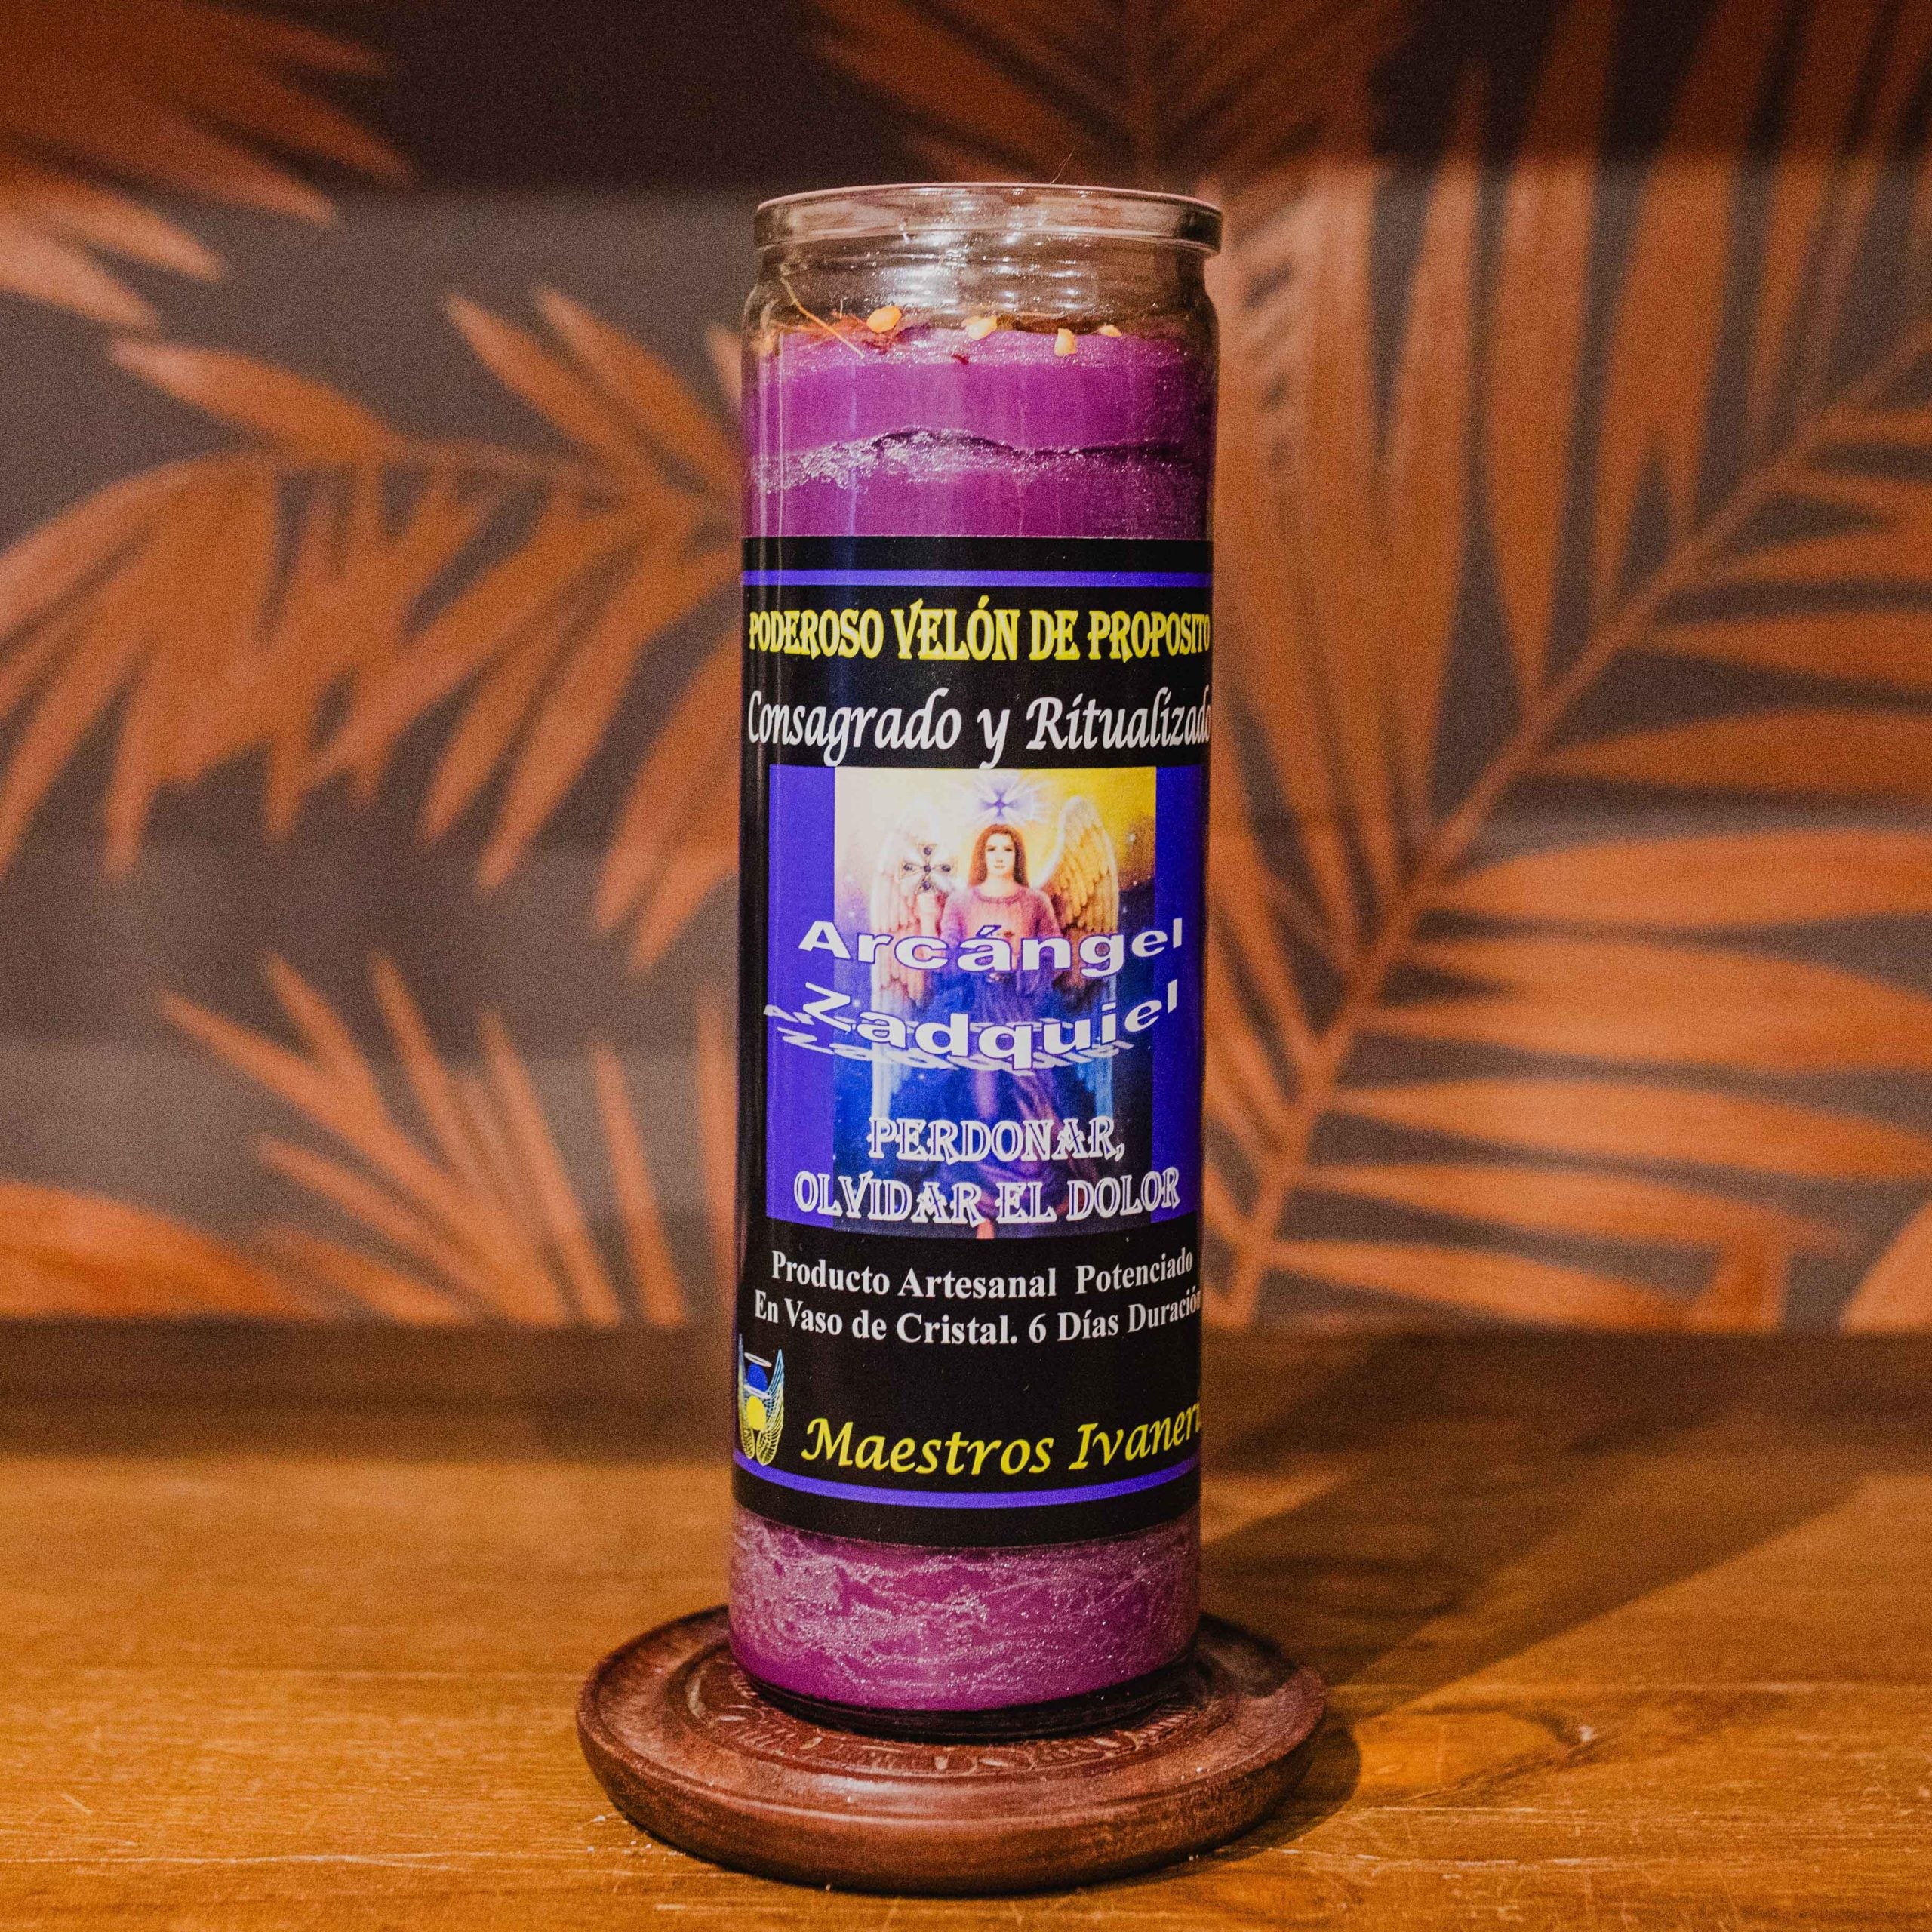 PODEROSO VELÓN DE PROPOSITO
Consagrado y Ritualizado
Arcángel
Zadquiel
PERDONAR,
OLVIDAR EL DOLOR
Producto Artesanal Potenciado
En Vaso de Cristal. 6 Días Duración
Maestros